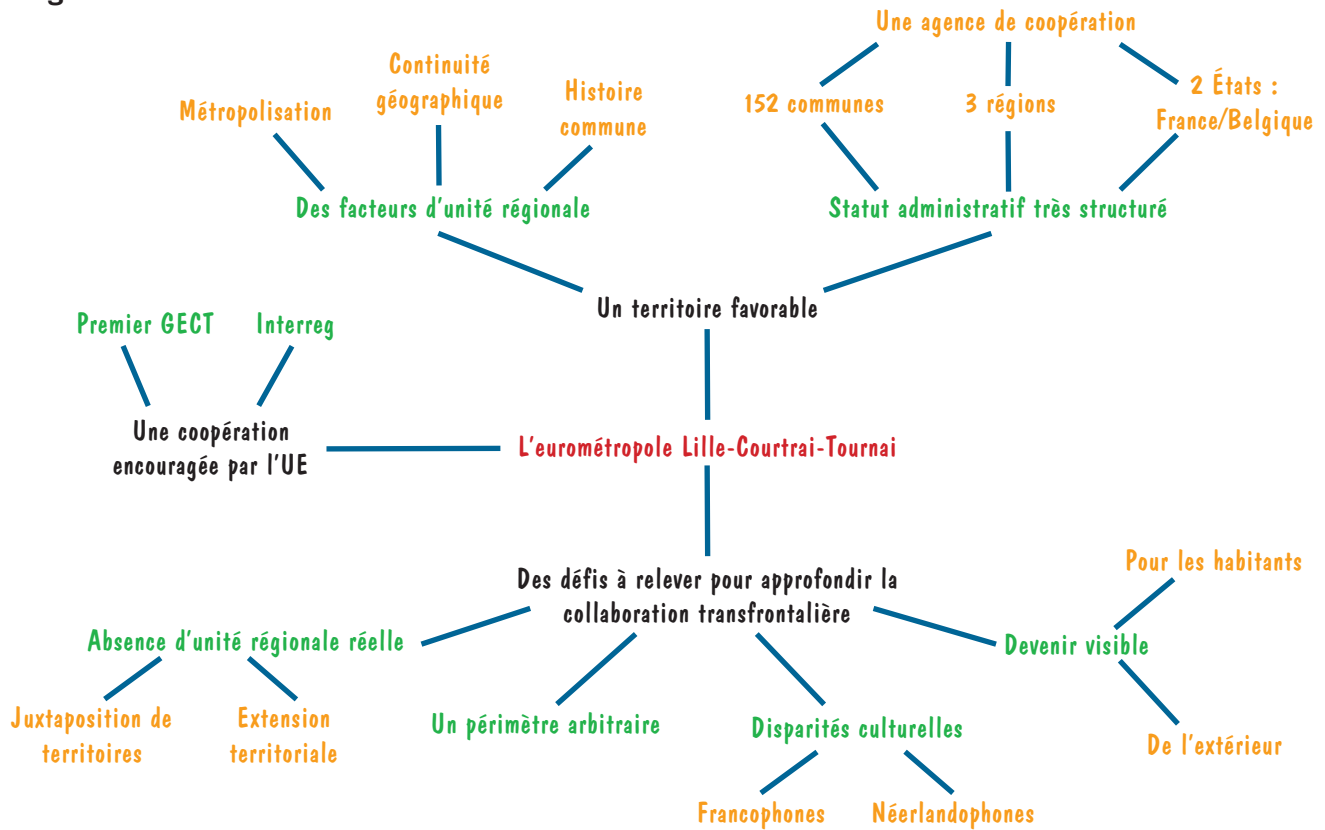 g
Une agence de coopération
Continuité
géographique
Métropolisation
Histoire
commune
152 communes
3 régions
2 États :
France/Belgique
Des facteurs d'unité régionale
Statut administratif très structuré
Un territoire favorable
Premier GECT
Interreg
Une coopération
encouragée par l'UE
L'eurométropole Lille-Courtrai-Tournai
Des défis à relever pour approfondir la
collaboration transfrontalière
Pour les habitants
Absence d'unité régionale réelle
Devenir visible
Juxtaposition de
territoires
Extension
territoriale
Un périmètre arbitraire
Disparités culturelles
De l'extérieur
Francophones
Néerlandophones